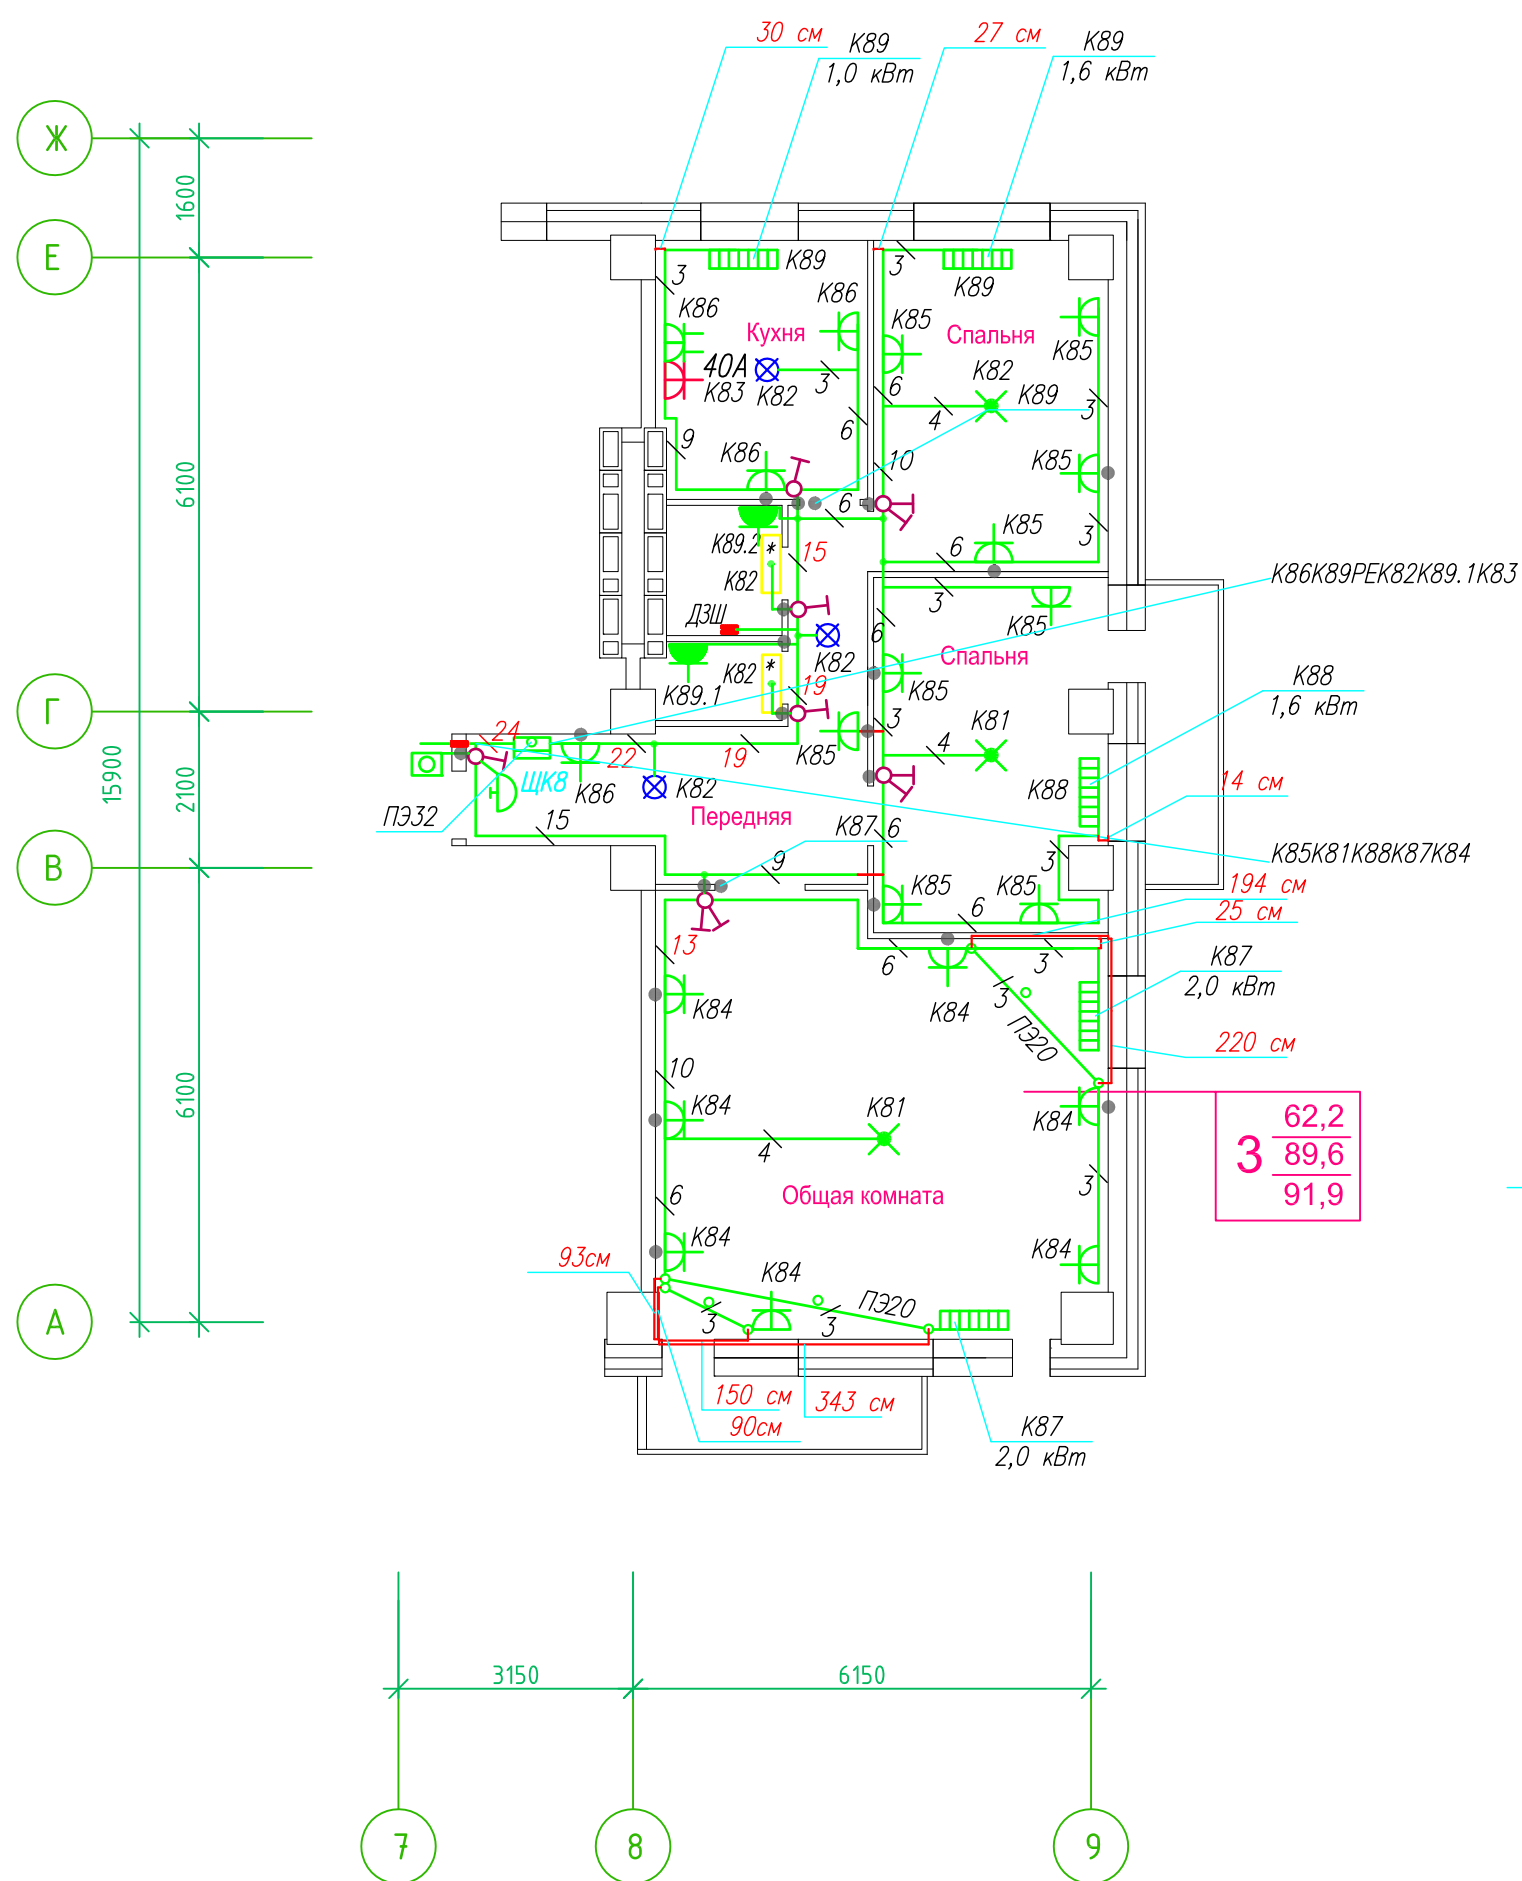 30 см
К89
1,0 кВт
27 см
К89
1,6 кВт
Ж
1600
Е
3
К89
3
К89
К86
К86
К85
К85
Кухня
Спальня
40А
К83
3
К82
К82
К89
6
4
3
6
9
К86
10
К85
6
6100
К89.2
*
К82
15
6
К85
3
К86К89РЕК82К89.1К83
ДЗШ
6
3
К85
К82
Спальня
*
К82
К89.1
19
К85
К88
1,6 кВт
Г
24
22
19
К85
3
К81
4
ЩК8
К86
К82
К88
14 см
15900
2100
ПЭ32
15
Передняя
К87
6
3
К85К81К88К87К84
В
9
К85
К85
194 см
25 см
6
13
6
3
К87
2,0 кВт
К84
К84
3
ПЭ20
220 см
10
К84
К81
К84
6100
4
3
62,2
89,6
91,9
3
Общая комната
6
К84
К84
93см
К84
ПЭ20
3
3
А
150 см
343 см
90см
К87
2,0 кВт
3150
6150
7
8
9